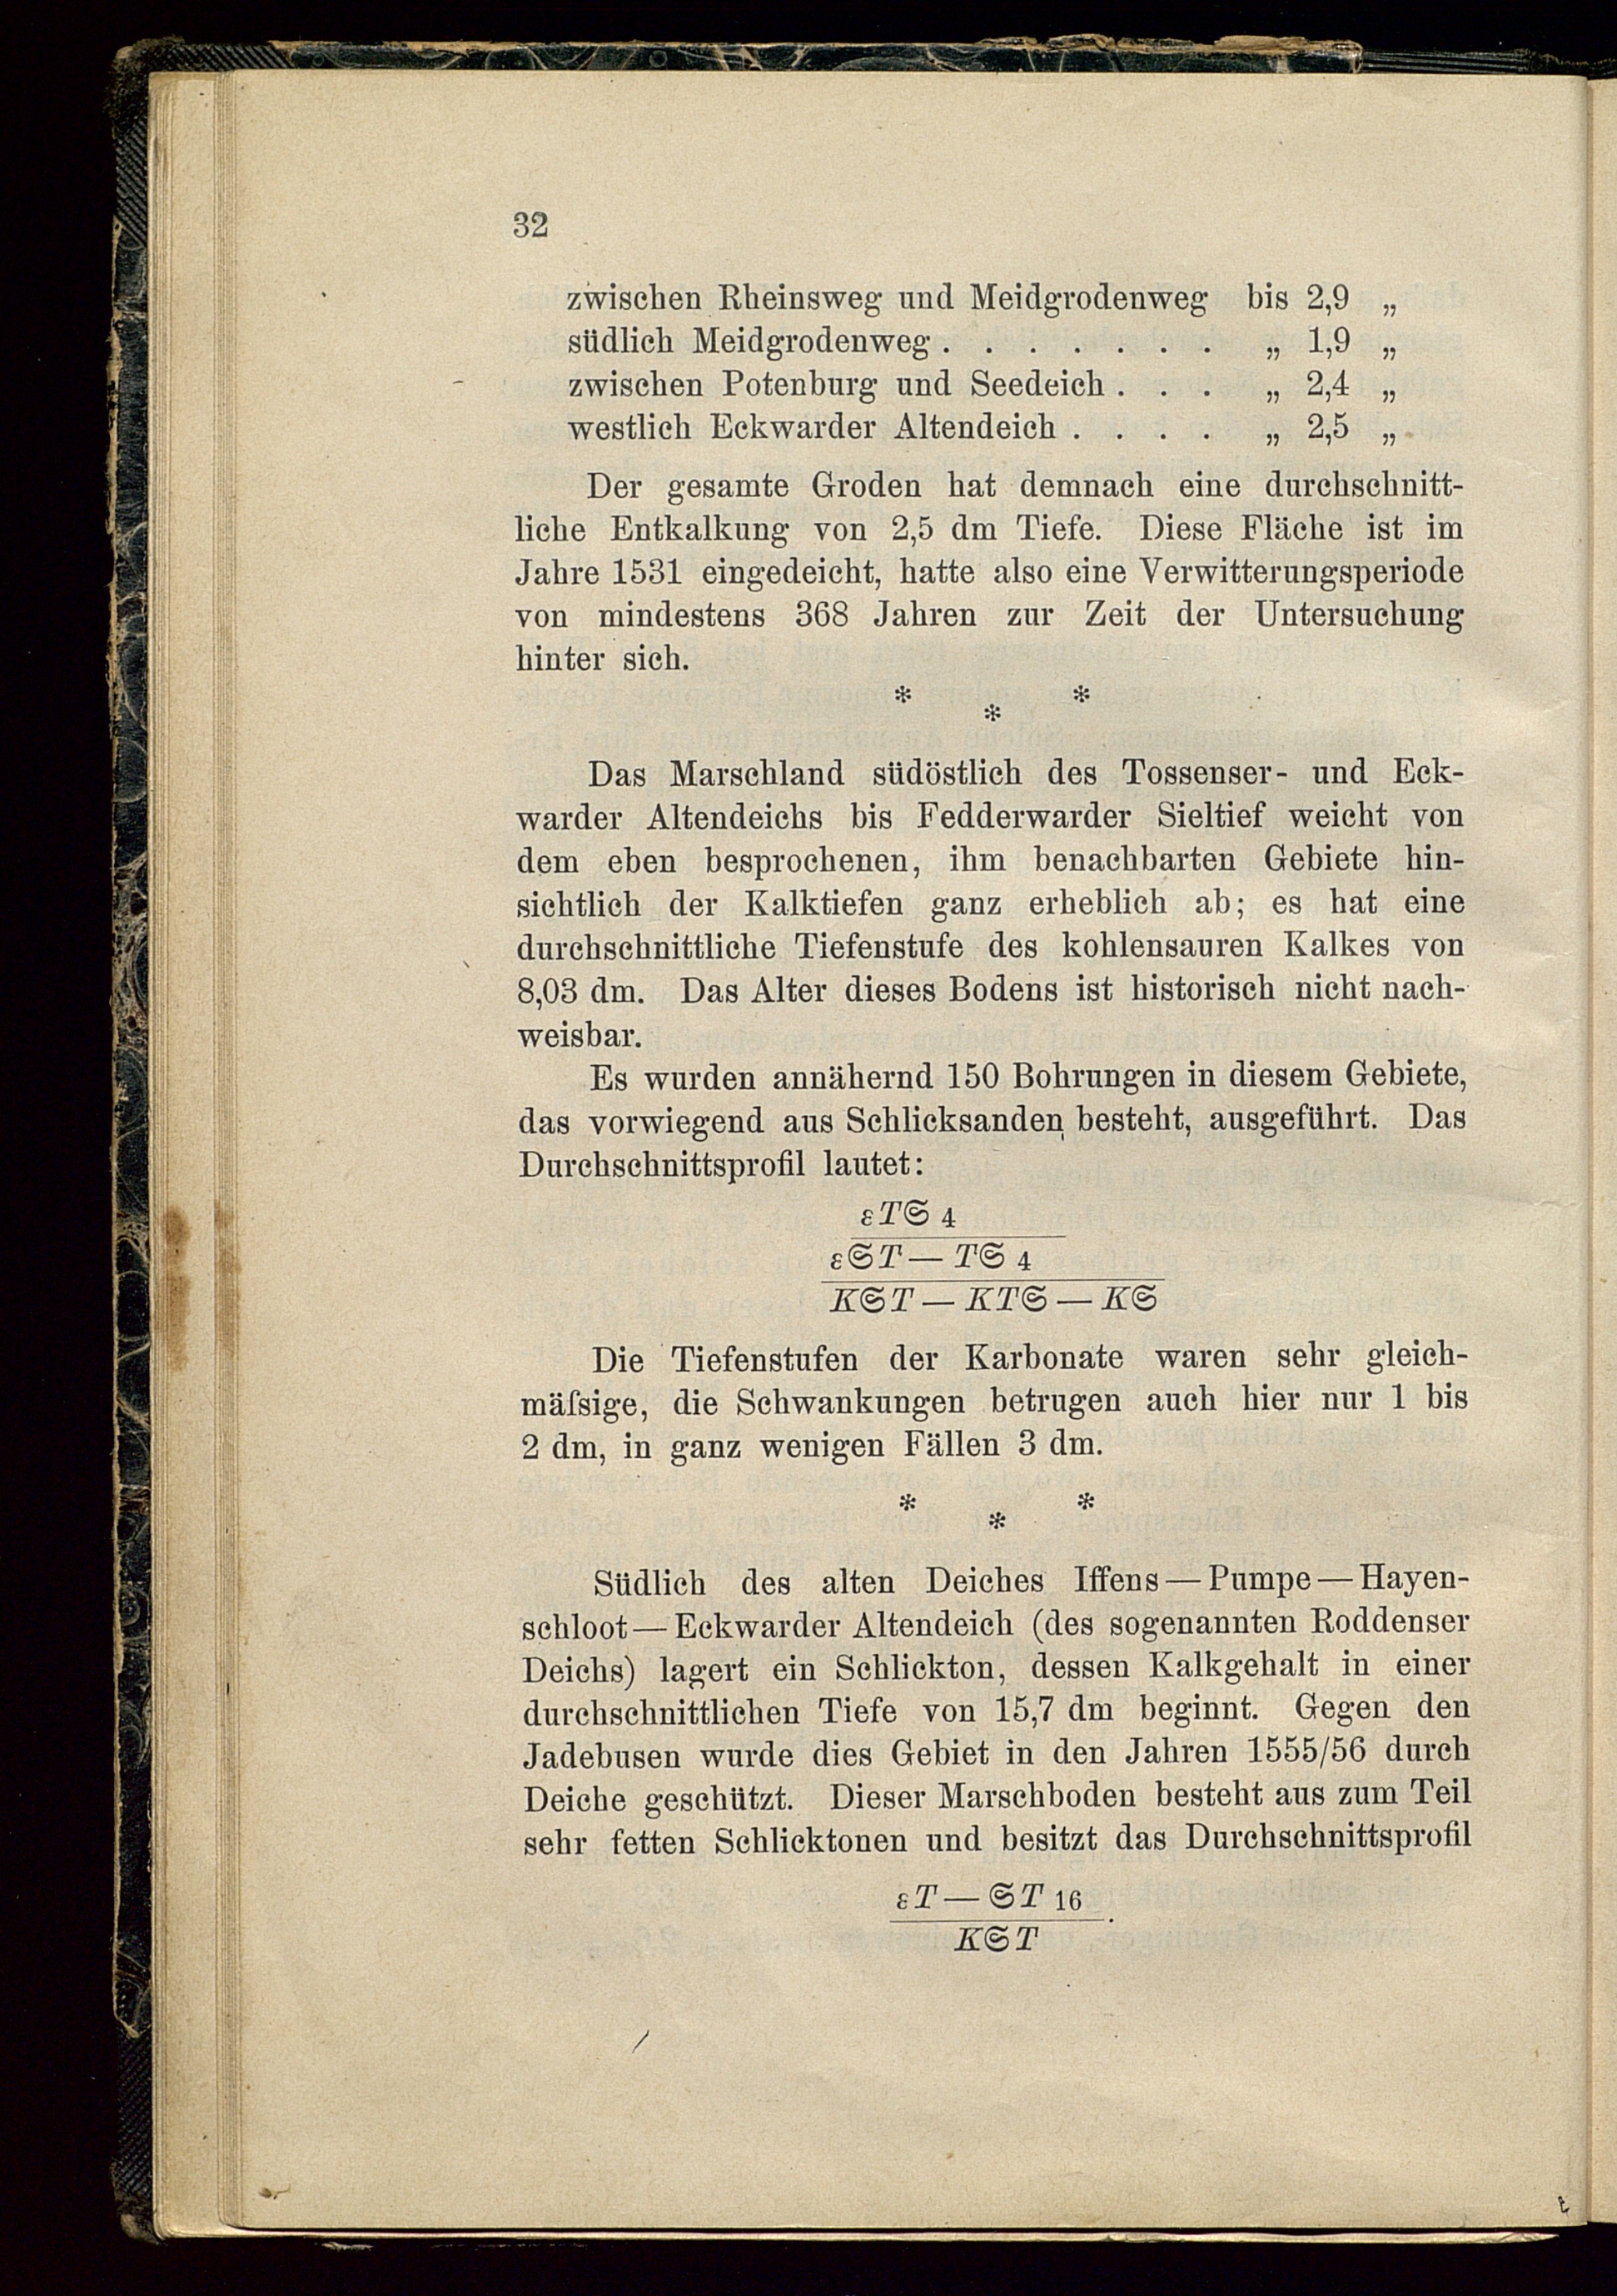 32
zwischen Rheinsweg und Meidgrodenweg bis 2,9 „
südlich Meidgrodenweg . . . . . . . „ 1,9 „
zwischen Potenburg und Seedeich . . . „ 2,4 „
westlich Eckwarder Altendeich . . . . „ 2,5 „
Der gesamte Groden hat demnach eine durchschnitt-
liche Entkalkung von 2,5 dm Tiefe. Diese Fläche ist im
Jahre 1531 eingedeicht, hatte also eine Verwitterungsperiode
von mindestens 368 Jahren zur Zeit der Untersuchung
hinter sich.
* * *
Das Marschland südöstlich des Tossenser- und Eck-
warder Altendeichs bis Fedderwarder Sieltief weicht von
dem eben besprochenen, ihm benachbarten Gebiete hin-
sichtlich der Kalktiefen ganz erheblich ab; es hat eine
durchschnittliche Tiefenstufe des kohlensauren Kalkes von
8,03 dm. Das Alter dieses Bodens ist historisch nicht nach-
weisbar.
Es wurden annähernd 150 Bohrungen in diesem Gebiete,
das vorwiegend aus Schlicksanden besteht, ausgeführt. Das
Durchschnittsprofil lautet:
εT𝔖 4
ε𝔖T — T𝔖 4
K𝔖T — KT𝔖 — K𝔖
Die Tiefenstufen der Karbonate waren sehr gleich-
mäſsige, die Schwankungen betrugen auch hier nur 1 bis
2 dm, in ganz wenigen Fällen 3 dm.
* * *
Südlich des alten Deiches Iffens — Pumpe — Hayen-
schloot — Eckwarder Altendeich (des sogenannten Roddenser
Deichs) lagert ein Schlickton, dessen Kalkgehalt in einer
durchschnittlichen Tiefe von 15,7 dm beginnt. Gegen den
Jadebusen wurde dies Gebiet in den Jahren 1555/56 durch
Deiche geschützt. Dieser Marschboden besteht aus zum Teil
sehr fetten Schlicktonen und besitzt das Durchschnittsprofil
εT — 𝔖T 16
K𝔖T .